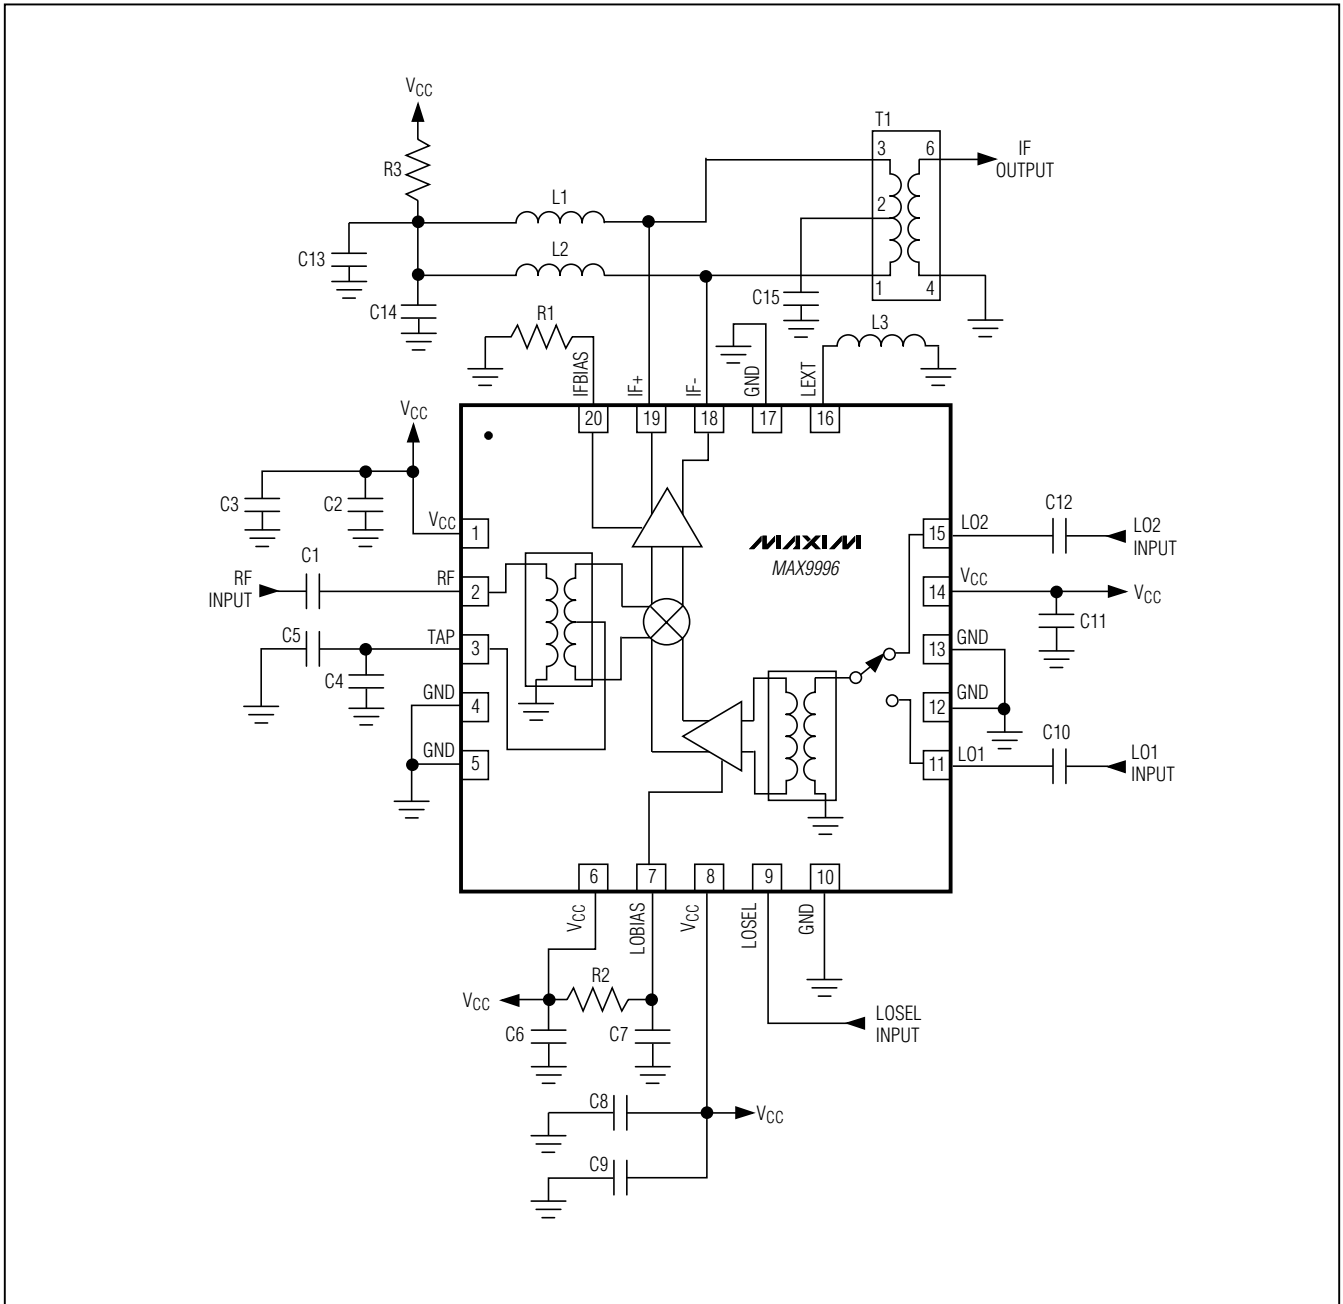 VCC
R3
C13
C14
L1
L2
T1
3
6
2
1
4
IF
OUTPUT
C15
R1
L3
IFBIAS
IF+
IF-
GND
LEXT
20
19
18
17
16
VCC
C3
C2
VCC
1
C1
RF
INPUT
RF
2
C5
TAP
3
C4
GND
4
GND
5
MAXIM
MAX9996
15
LO2
C12
LO2
INPUT
14
VCC
VCC
C11
13
GND
12
GND
C10
11
LO1
LO1
INPUT
6
7
8
9
10
VCC
LOBIAS
VCC
LOSEL
GND
VCC
R2
C6
C7
LOSEL
INPUT
C8
VCC
C9